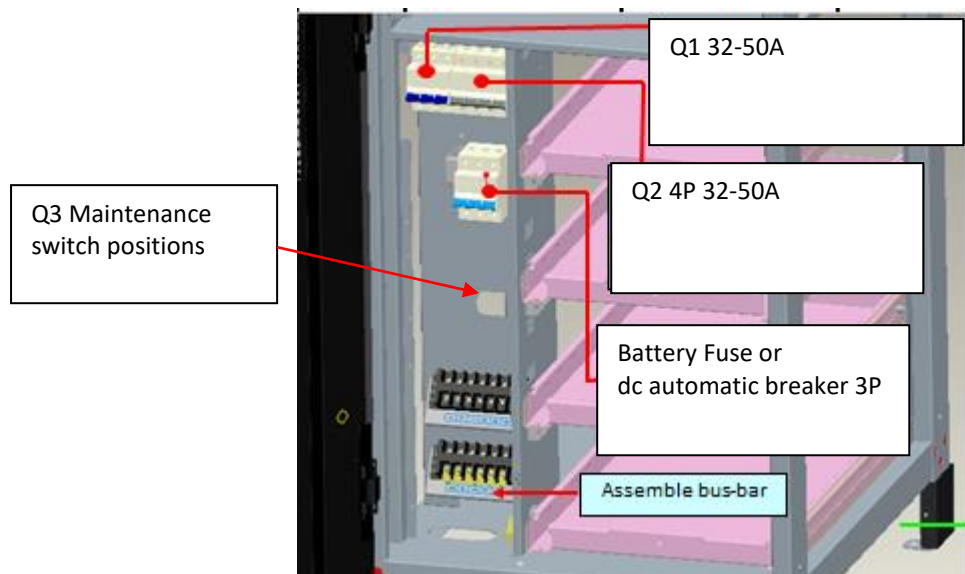 Q1 32-50A
Q2 4P 32-50A
Q3 Maintenance
switch positions
Battery Fuse or
dc automatic breaker 3P
Assemble bus-bar